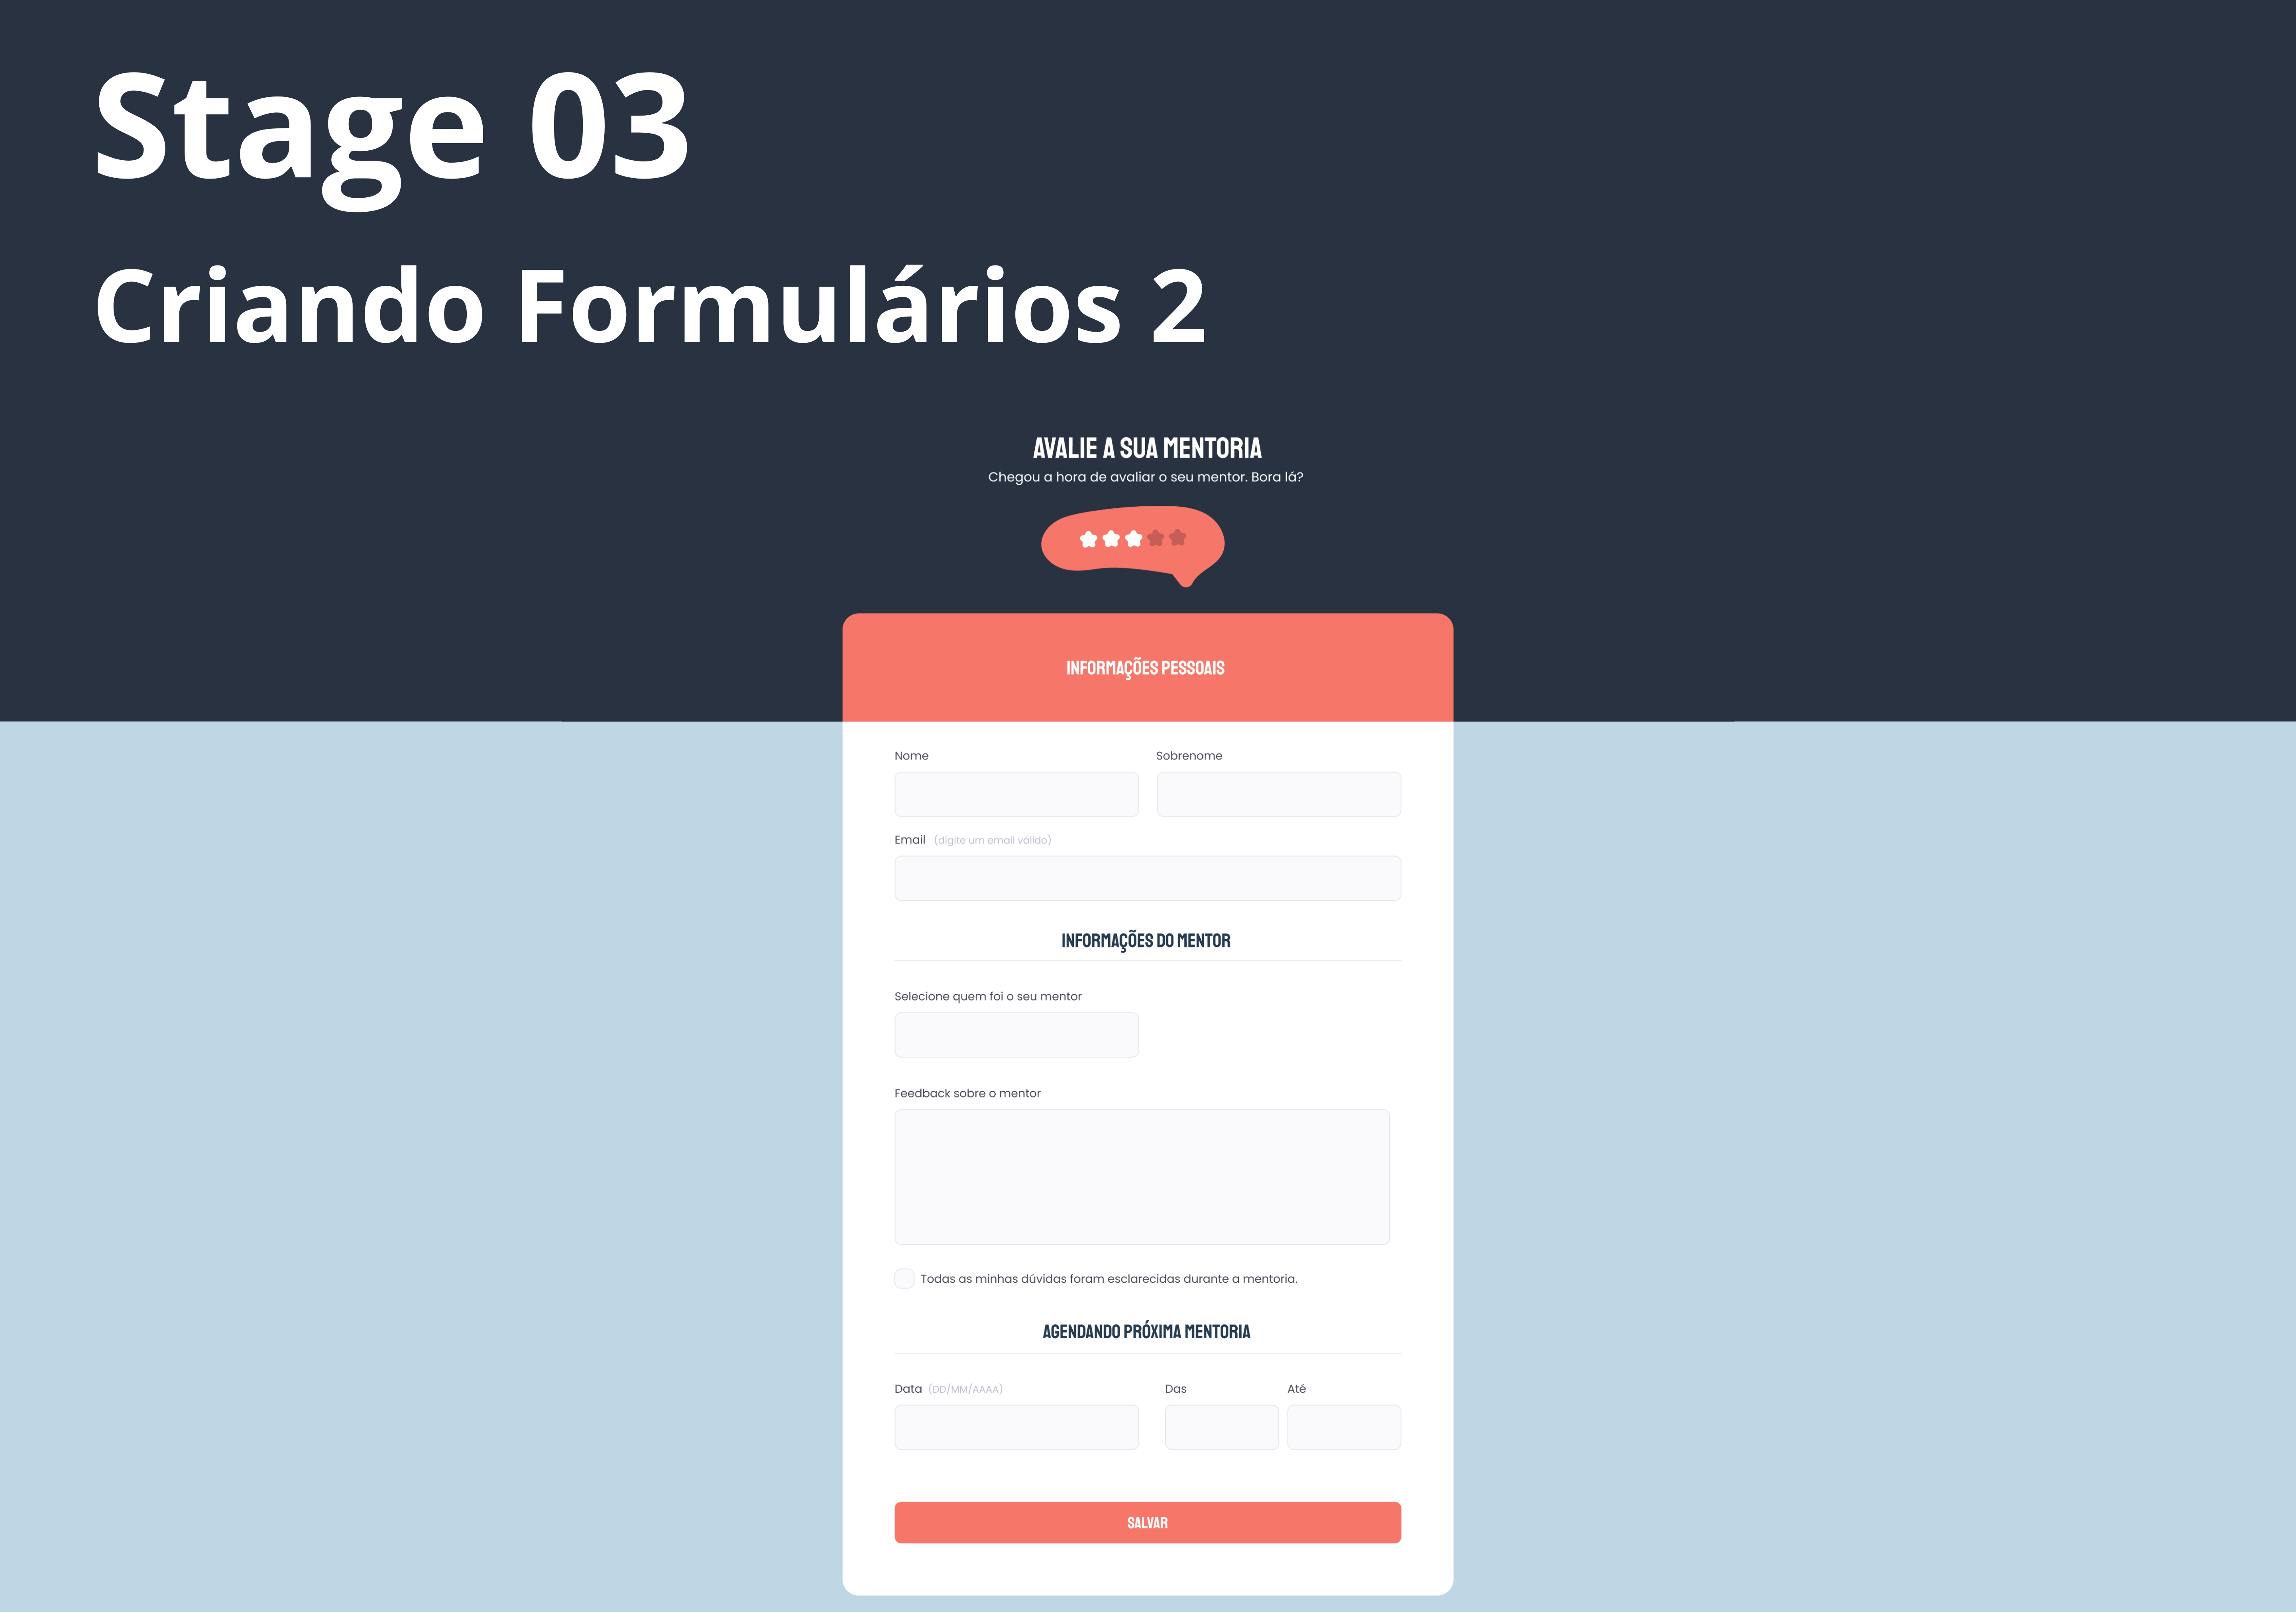 Stage 03
Criando Formulários 2
AVALIE A SUA MENTORIA
Chegou a hora de avaliar o seu mentor. Bora lá?
INFORMAÇÕES PESSOAIS
Nome Sobrenome
Email (digite um email válido)
INFORMAÇÕES DO MENTOR
Selecione quem foi o seu mentor
Feedback sobre o mentor
Todas as minhas dúvidas foram esclarecidas durante a mentoria.
AGENDANDO PRÓXIMA MENTORIA
Data (DD/MM/AAAA) Das Até
SALVAR